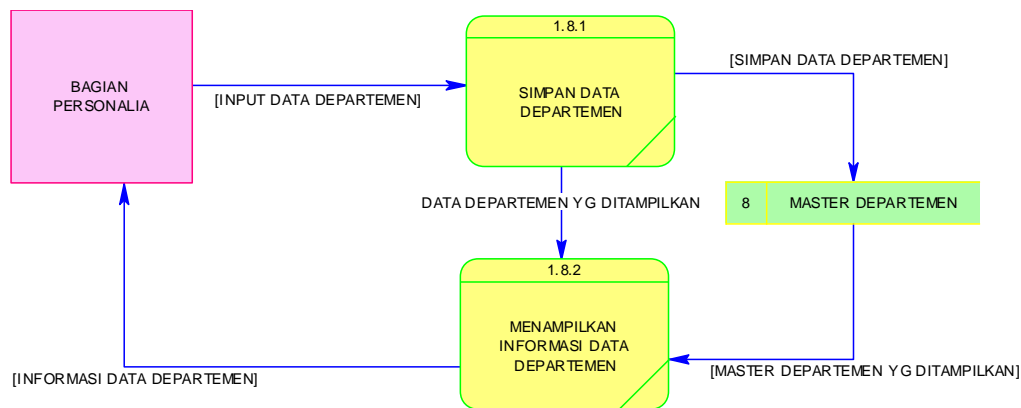 1.8.1
[SIMPAN DATA DEPARTEMEN]
BAGIAN
PERSONALIA
[INPUT DATA DEPARTEMEN]
SIMPAN DATA
DEPARTEMEN
DATA DEPARTEMEN YG DITAMPILKAN
8 MASTER DEPARTEMEN
1.8.2
MENAMPILKAN
INFORMASI DATA
DEPARTEMEN
[INFORMASI DATA DEPARTEMEN]
[MASTER DEPARTEMEN YG DITAMPILKAN]